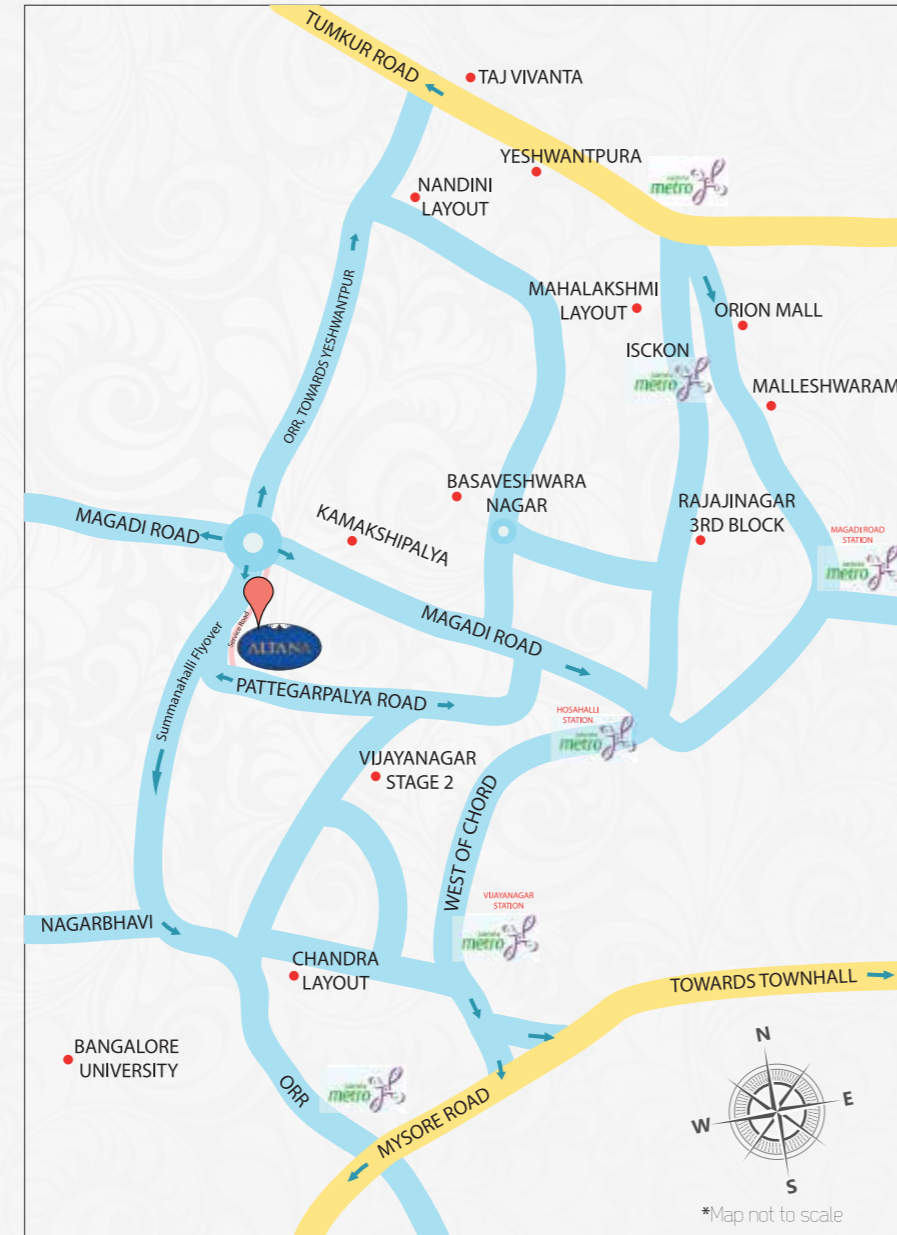 TUMKUR ROAD
TAJ VIVANTA
YESHWANTPURA
metro
NANDINI
LAYOUT
ORR, TOWARDS YESHWANTPUR
MAHALAKSHMI
LAYOUT
ORION MALL
ISCKON
metro
MALLESHWARAM
BASAVESHWARA
NAGAR
RAJAJINAGAR
3RD BLOCK
MAGADI ROAD
KAMAKSHIPALYA
MAGADI ROAD
STATION
metro
Service Road
ALTANA
MAGADI ROAD
Summanahalli Flyover
PATTEGARPALYA ROAD
HOSAHALLI
STATION
metro
VIJAYANAGAR
STAGE 2
WEST OF CHORD
VIJAYANAGAR
STATION
metro
NAGARBHAVI
CHANDRA
LAYOUT
TOWARDS TOWNHALL
BANGALORE
UNIVERSITY
ORR
metro
MYSORE ROAD
N
E
W
S
*Map not to scale